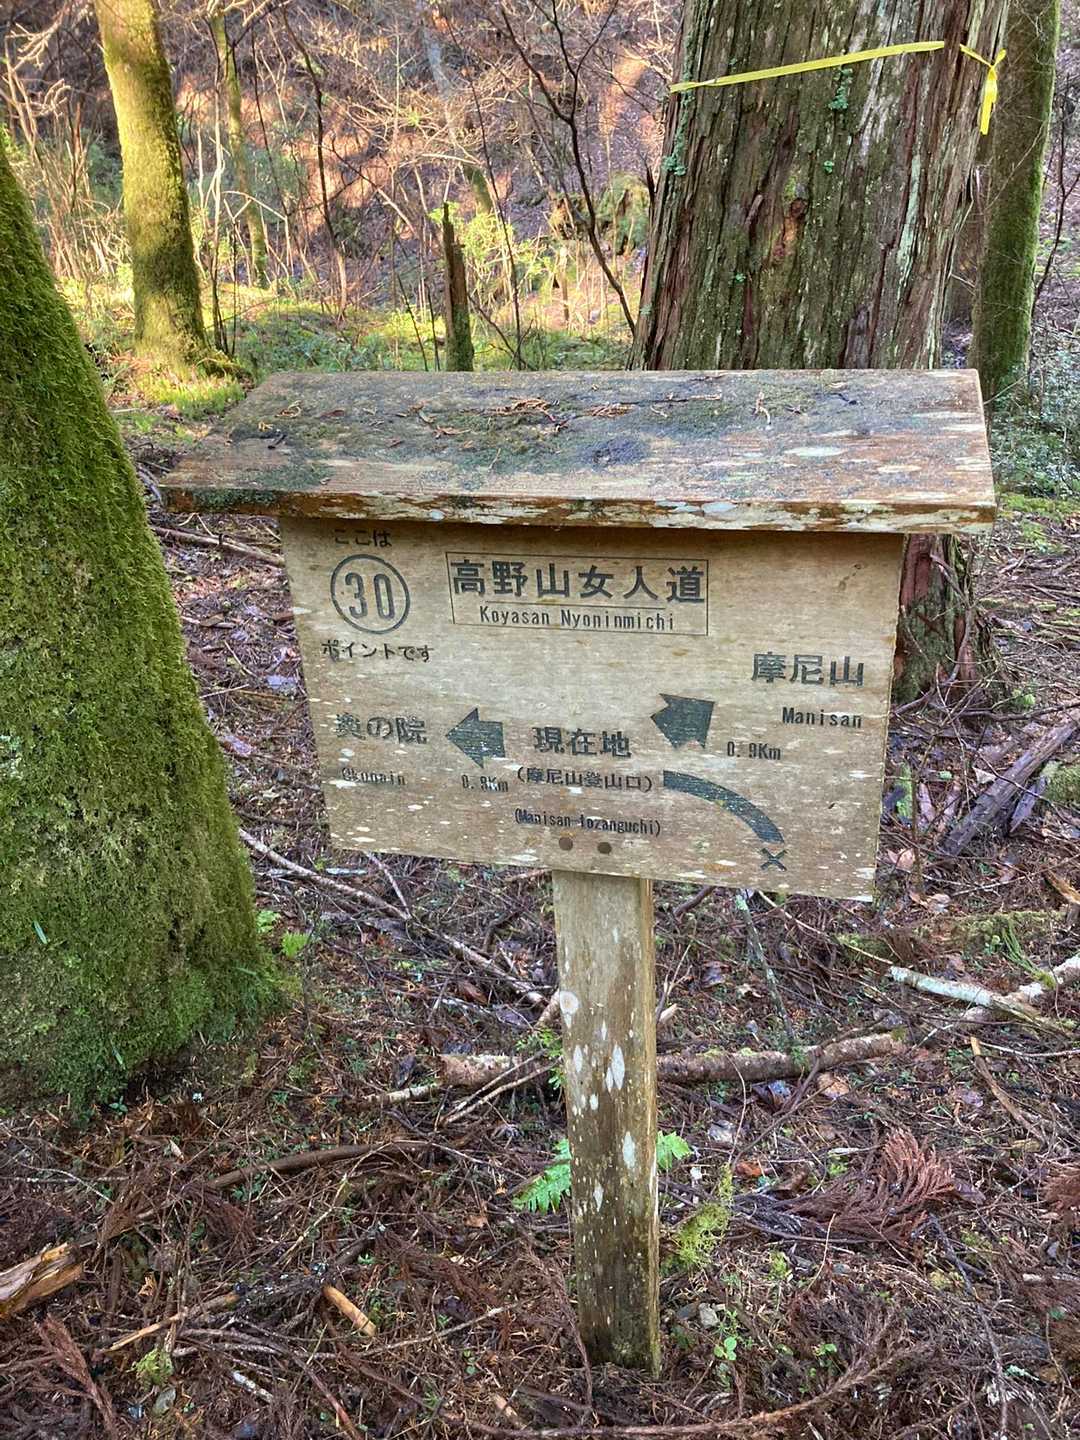 ここは
30
ポイントです
高野山女人道
Koyasan Nyoninmichi
摩尼山
Manisan
0.9Km
奥の院
Okunoin
現在地
(摩尼山登山口)
(Manisan-tozanguchi)